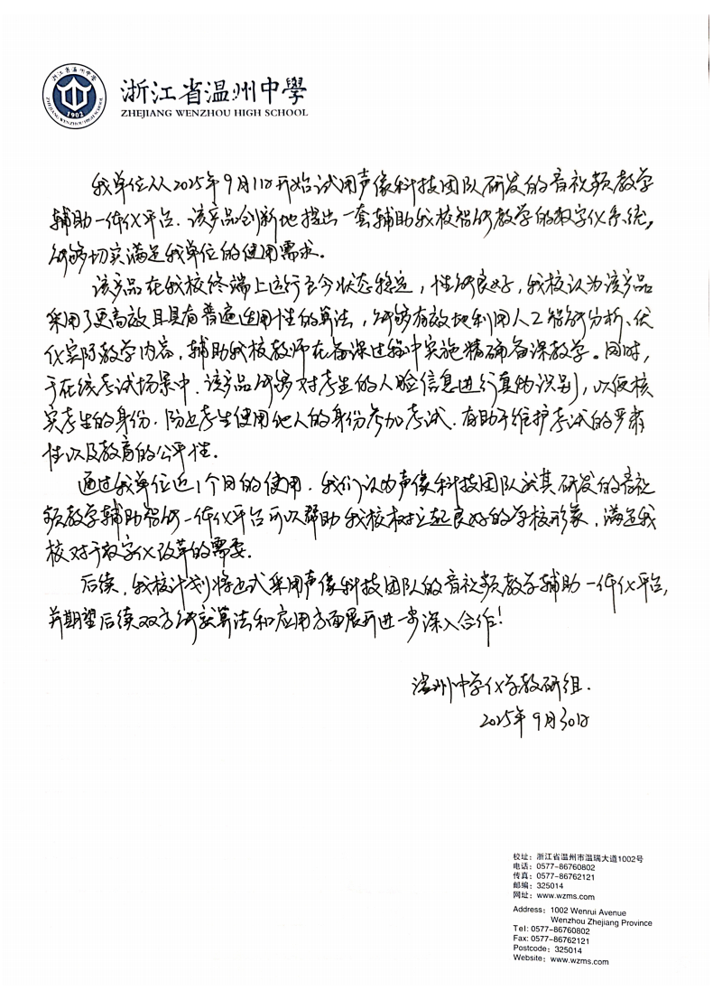 浙江省温州中學
ZHEJIANG WENZHOU HIGH SCHOOL
1902
浙江省温州中學
ZHEJIANG WENZHOU HIGH SCHOOL
我单位从2025年9月1日开始试用声像科技团队研发的音视频教学
辅助一体化平台. 该产品创新地提出一套辅助我校智能教学的数字化系统,
能够切实满足我单位的使用需求.
该产品在我校终端上运行至今状态稳定, 性能良好, 我校认为该产品
采用了更高效且具有普遍适用性的算法, 能够有效地利用人工智能分析、优
化实际教学内容, 辅助我校教师在备课过程中实施精确备课教学。同时,
于在线考试场景中, 该产品能够对考生的人脸信息进行真伪识别, 以便核
实考生的身份, 防止考生使用他人的身份参加考试, 有助于维护考试的严肃
性以及教育的公平性.
通过我单位近1个月的使用, 我们认为声像科技团队及其研发的音视
频教学辅助智能一体化平台可以帮助我校树立起良好的学校形象, 满足我
校对于数字化改革的需要.
后续, 我校计划将正式采用声像科技团队的音视频教学辅助一体化平台,
并期望后续双方能就算法和应用方面展开进一步深入合作!
温州中学化学教研组.
2025年9月30日
校址：浙江省温州市温瑞大道1002号
电话：0577-86760802
传真：0577-86762121
邮编：325014
网址：www.wzms.com
Address：1002 Wenrui Avenue
Wenzhou Zhejiang Province
Tel: 0577-86760802
Fax: 0577-86762121
Postcode：325014
Website：www.wzms.com